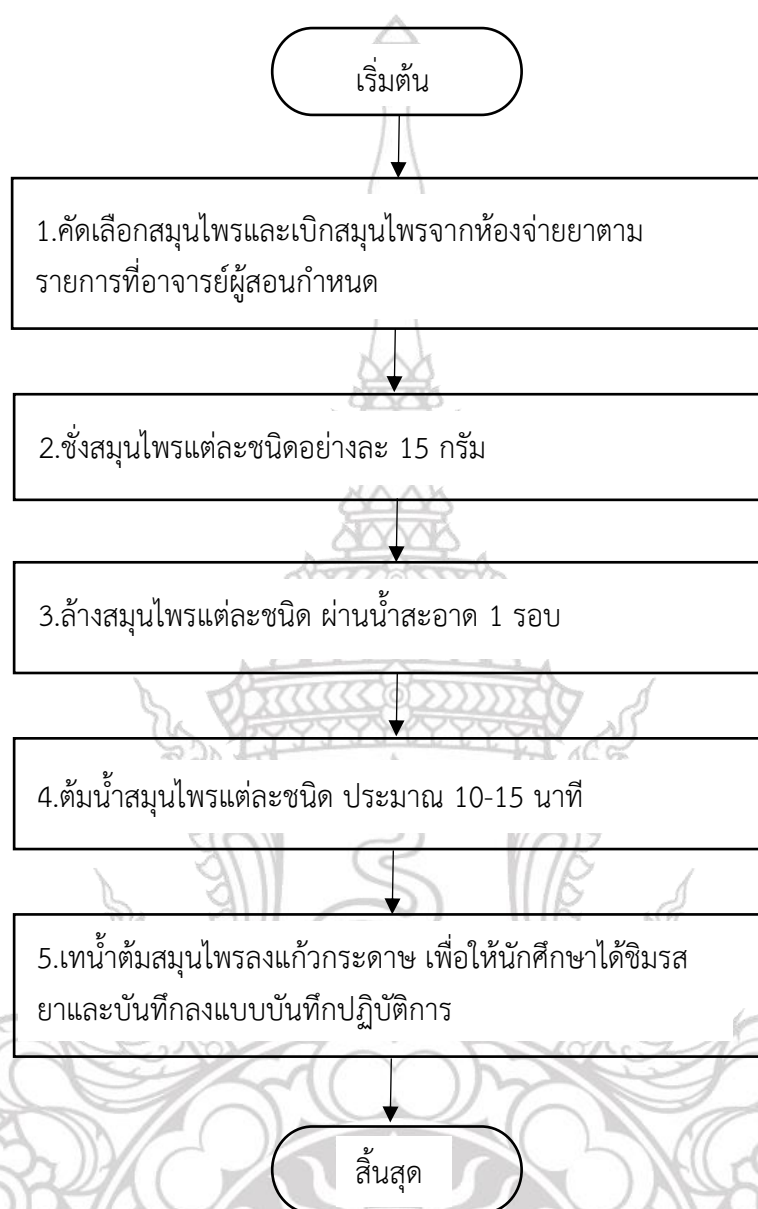 เริ่มต้น
1.คัดเลือกสมุนไพรและเบิกสมุนไพรจากห้องจ่ายยาตาม
รายการที่อาจารย์ผู้สอนกำหนด
2.ชั่งสมุนไพรแต่ละชนิดอย่างละ 15 กรัม
3.ล้างสมุนไพรแต่ละชนิด ผ่านน้ำสะอาด 1 รอบ
4.ต้มน้ำสมุนไพรแต่ละชนิด ประมาณ 10-15 นาที
5.เทน้ำต้มสมุนไพรลงแก้วกระดาษ เพื่อให้นักศึกษาได้ชิมรส
ยาและบันทึกลงแบบบันทึกปฏิบัติการ
สิ้นสุด